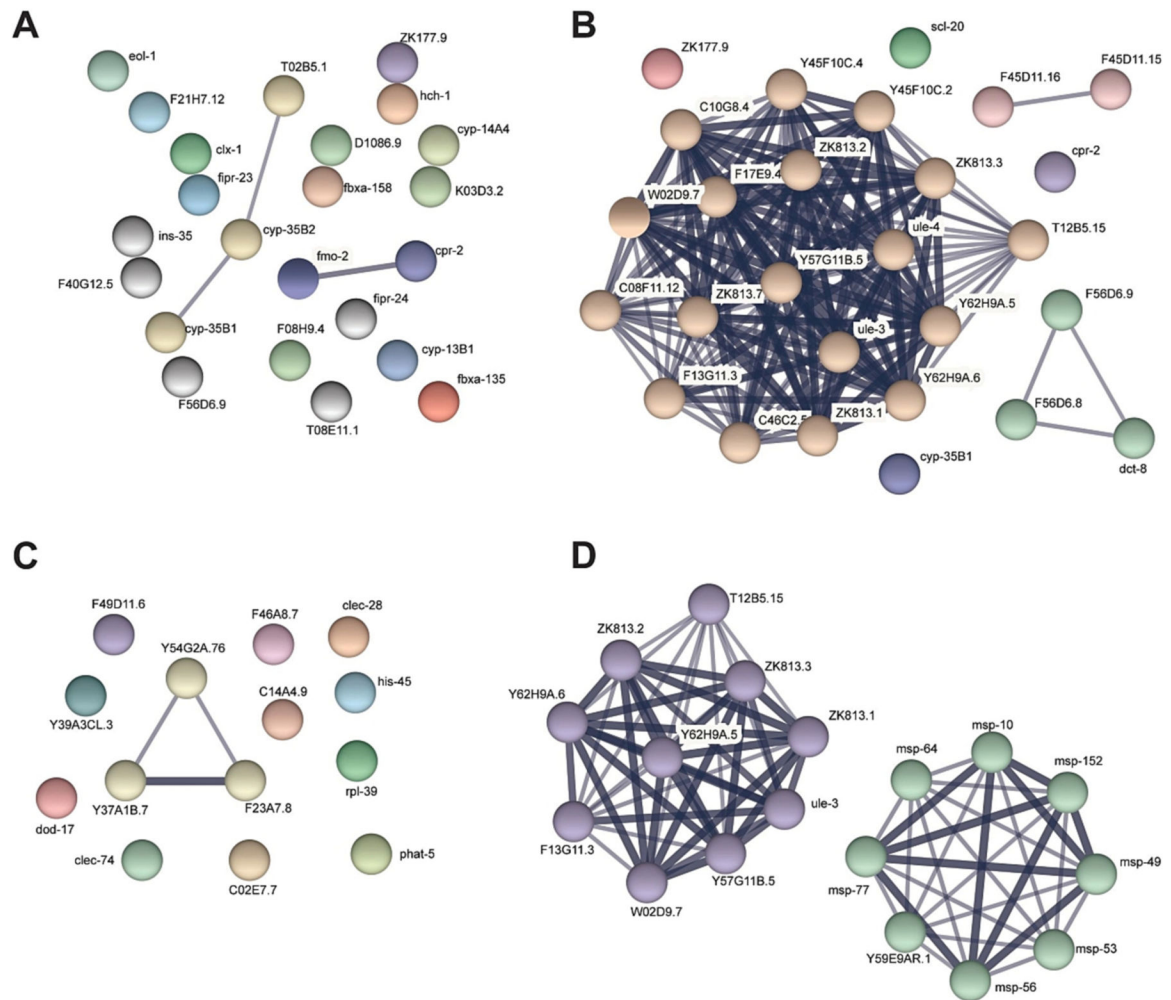 A
eol-1
F21H7.12
clx-1
fipr-23
ins-35
F40G12.5
T02B5.1
cyp-35B2
cyp-35B1
F56D6.9
ZK177.9
hch-1
D1086.9
fbxa-158
cyp-14A4
K03D3.2
fmo-2
cpr-2
fipr-24
F08H9.4
cyp-13B1
T08E11.1
fbxa-135
B
ZK177.9
scl-20
F45D11.16
F45D11.15
cpr-2
Y45F10C.4
Y45F10C.2
C10G8.4
ZK813.2
F17E9.4
ZK813.3
W02D9.7
ule-4
T12B5.15
Y57G11B.5
C08F11.12
ZK813.7
Y62H9A.5
ule-3
F13G11.3
Y62H9A.6
C46C2.5
ZK813.1
F56D6.9
F56D6.8
dct-8
cyp-35B1
C
F49D11.6
F46A8.7
clec-28
Y54G2A.76
his-45
Y39A3CL.3
C14A4.9
Y37A1B.7
F23A7.8
rpl-39
dod-17
clec-74
C02E7.7
phat-5
D
T12B5.15
ZK813.2
ZK813.3
Y62H9A.6
ZK813.1
Y62H9A.5
ule-3
F13G11.3
Y57G11B.5
W02D9.7
msp-10
msp-64
msp-152
msp-77
msp-49
Y59E9AR.1
msp-53
msp-56